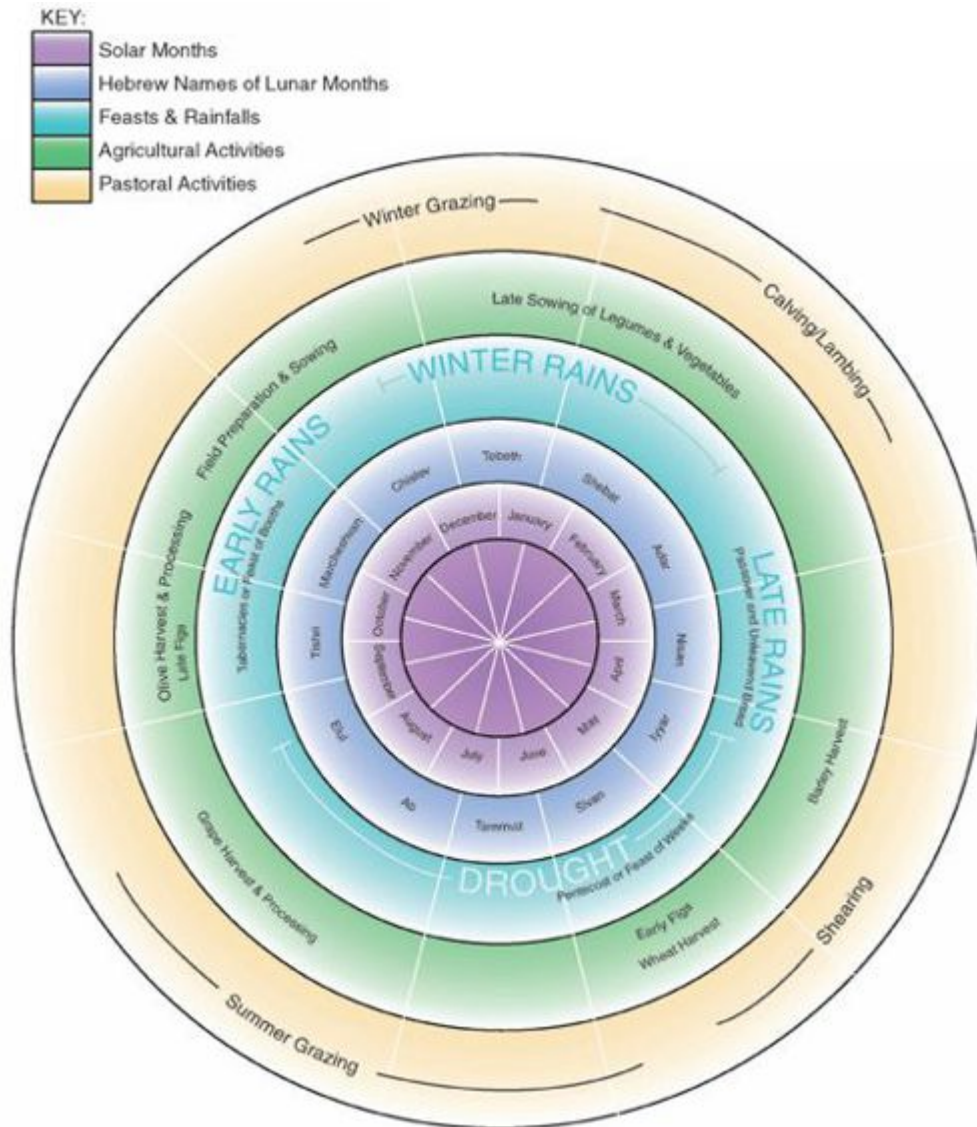 KEY:
Solar Months
Hebrew Names of Lunar Months
Feasts & Rainfalls
Agricultural Activities
Pastoral Activities
Winter Grazing
Calving/Lambing
Shearing
Summer Grazing
Late Sowing of Legumes & Vegetables
Barley Harvest
Early Figs
Wheat Harvest
Grape Harvest & Processing
Olive Harvest & Processing
Late Figs
Field Preparation & Sowing
WINTER RAINS
LATE RAINS
Passover and Unleavened Bread
DROUGHT
Pentecost or Feast of Weeks
EARLY RAINS
Tabernacles or Feast of Booths
Tebeth
Shebat
Adar
Nisan
Iyyar
Sivan
Tammuz
Ab
Elul
Tishri
Marcheshvan
Chislev
January
February
March
April
May
June
July
August
September
October
November
December